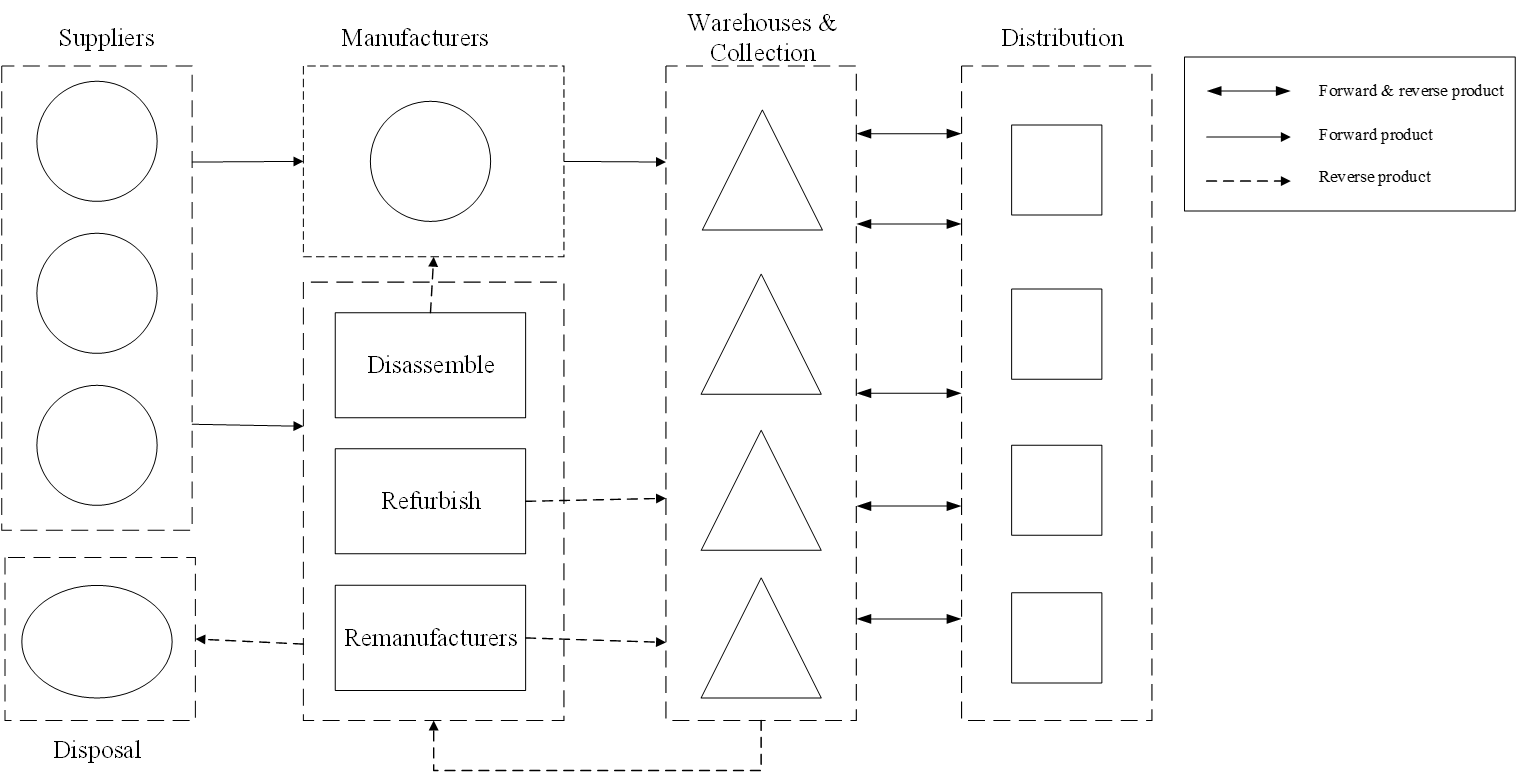 Suppliers
Manufacturers
Warehouses &
Collection
Distribution
Forward & reverse product
Forward product
Reverse product
Disassemble
Refurbish
Remanufacturers
Disposal